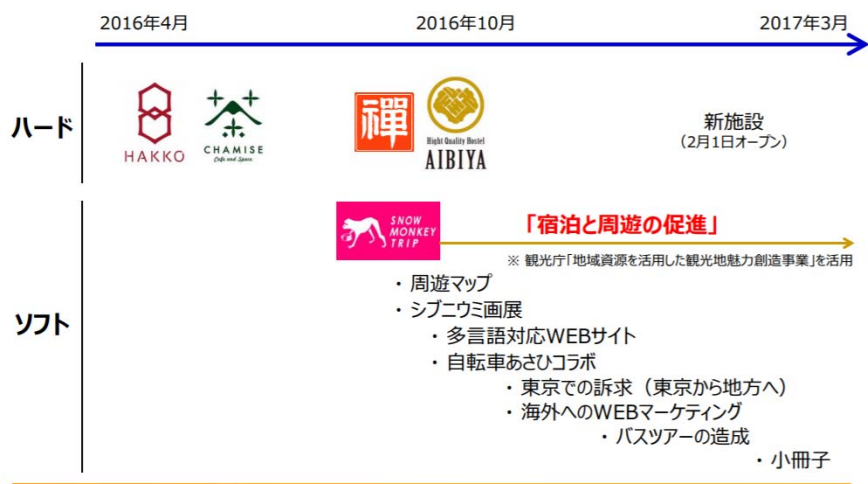 2016年4月
2016年10月
2017年3月
ハード
HAKKO
CHAMISE
Cafe and Space
禪
Hight Quality Hostel
AIBIYA
新施設
(2月1日オープン)
ソフト
SNOW
MONKEY
TRIP
「宿泊と周遊の促進」
※ 観光庁「地域資源を活用した観光地魅力創造事業」を活用
・周遊マップ
・シブニウミ画展
・多言語対応WEBサイト
・自転車あさひコラボ
・東京での訴求（東京から地方へ）
・海外へのWEBマーケティング
・バスツアーの造成
・小冊子